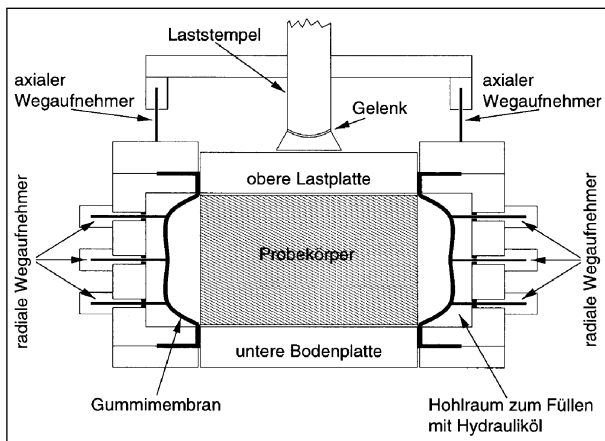 Laststempel
axialer
Wegaufnehmer
axialer
Wegaufnehmer
Gelenk
obere Lastplatte
radiale Wegaufnehmer
Probekörper
radiale Wegaufnehmer
untere Bodenplatte
Gummimembran
Hohlraum zum Füllen
mit Hydrauliköl